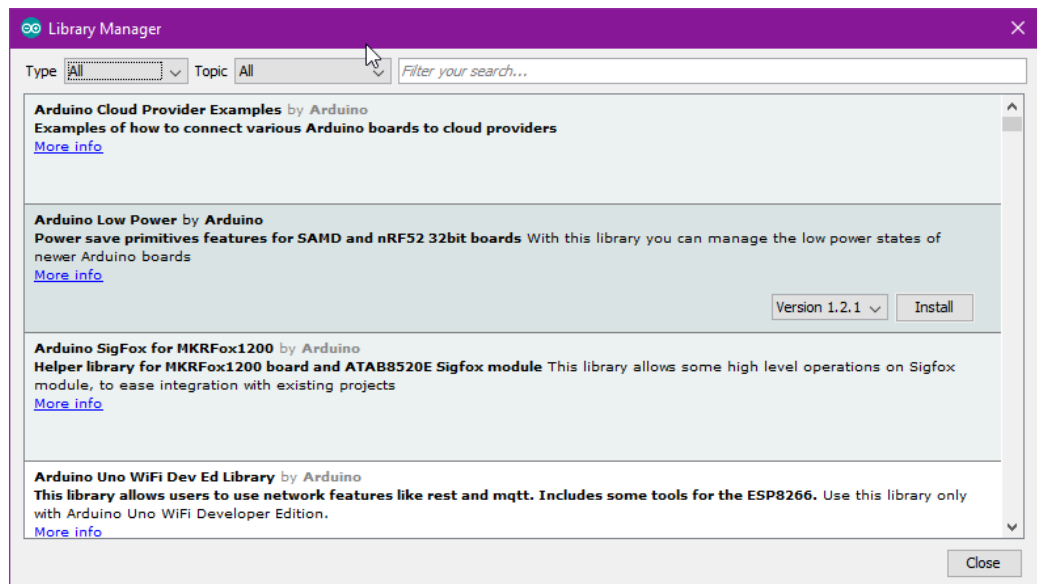 Library Manager
Type All Topic All Filter your search...
Arduino Cloud Provider Examples by Arduino
Examples of how to connect various Arduino boards to cloud providers
More info
Arduino Low Power by Arduino
Power save primitives features for SAMD and nRF52 32bit boards With this library you can manage the low power states of
newer Arduino boards
More info
Version 1.2.1 Install
Arduino SigFox for MKRFox1200 by Arduino
Helper library for MKRFox1200 board and ATAB8520E Sigfox module This library allows some high level operations on Sigfox
module, to ease integration with existing projects
More info
Arduino Uno WiFi Dev Ed Library by Arduino
This library allows users to use network features like rest and mqtt. Includes some tools for the ESP8266. Use this library only
with Arduino Uno WiFi Developer Edition.
More info
Close